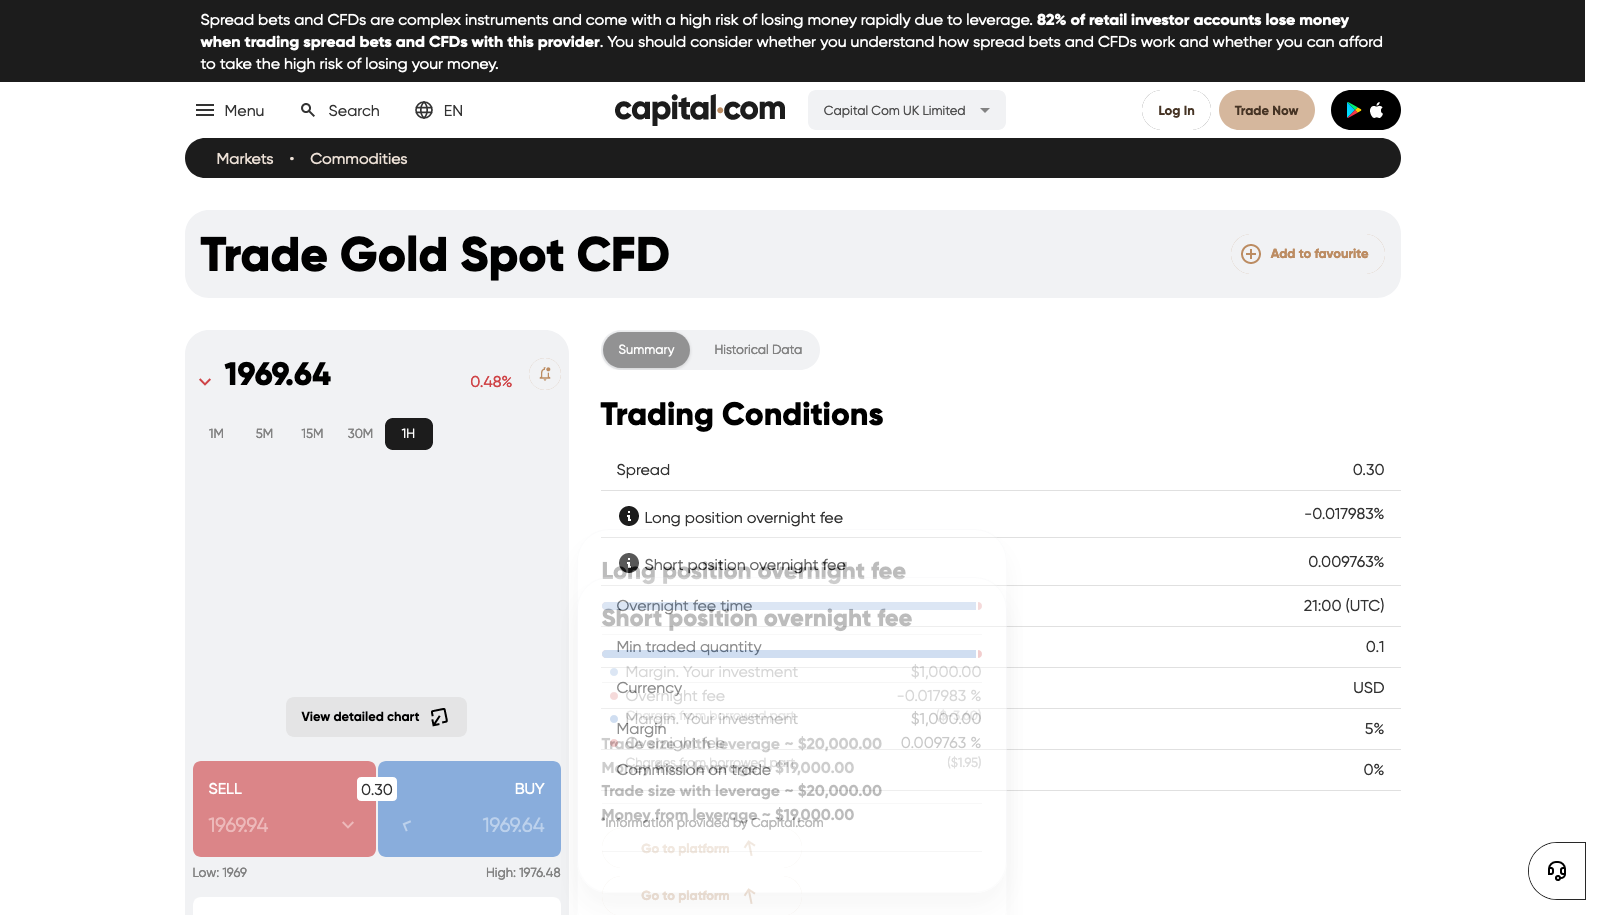 Spread bets and CFDs are complex instruments and come with a high risk of losing money rapidly due to leverage. 82% of retail investor accounts lose money
when trading spread bets and CFDs with this provider. You should consider whether you understand how spread bets and CFDs work and whether you can afford
to take the high risk of losing your money.
Menu
Search
EN
capital.com
Capital Com UK Limited
Log In
Trade Now
Markets • Commodities
Trade Gold Spot CFD
Add to favourite
1969.64
0.48%
1M 5M 15M 30M 1H
View detailed chart
SELL 0.30 BUY
1969.94 1969.64
Low: 1969 High: 1976.48
Summary Historical Data
Trading Conditions
Spread 0.30
Long position overnight fee -0.017983%
Short position overnight fee 0.009763%
Long position overnight fee
Overnight fee time 21:00 (UTC)
Short position overnight fee
Min traded quantity 0.1
Margin. Your investment $1,000.00
Currency USD
Overnight fee -0.017983 %
Margin. Your investment $1,000.00
Margin 5%
Overnight fee 0.009763 %
Trade size with leverage ~ $20,000.00
Charges from borrowed part ($1.95)
Commission on trade 0%
Money from leverage ~ $19,000.00
Trade size with leverage ~ $20,000.00
Money from leverage ~ $19,000.00
*Information provided by Capital.com
Go to platform
Go to platform